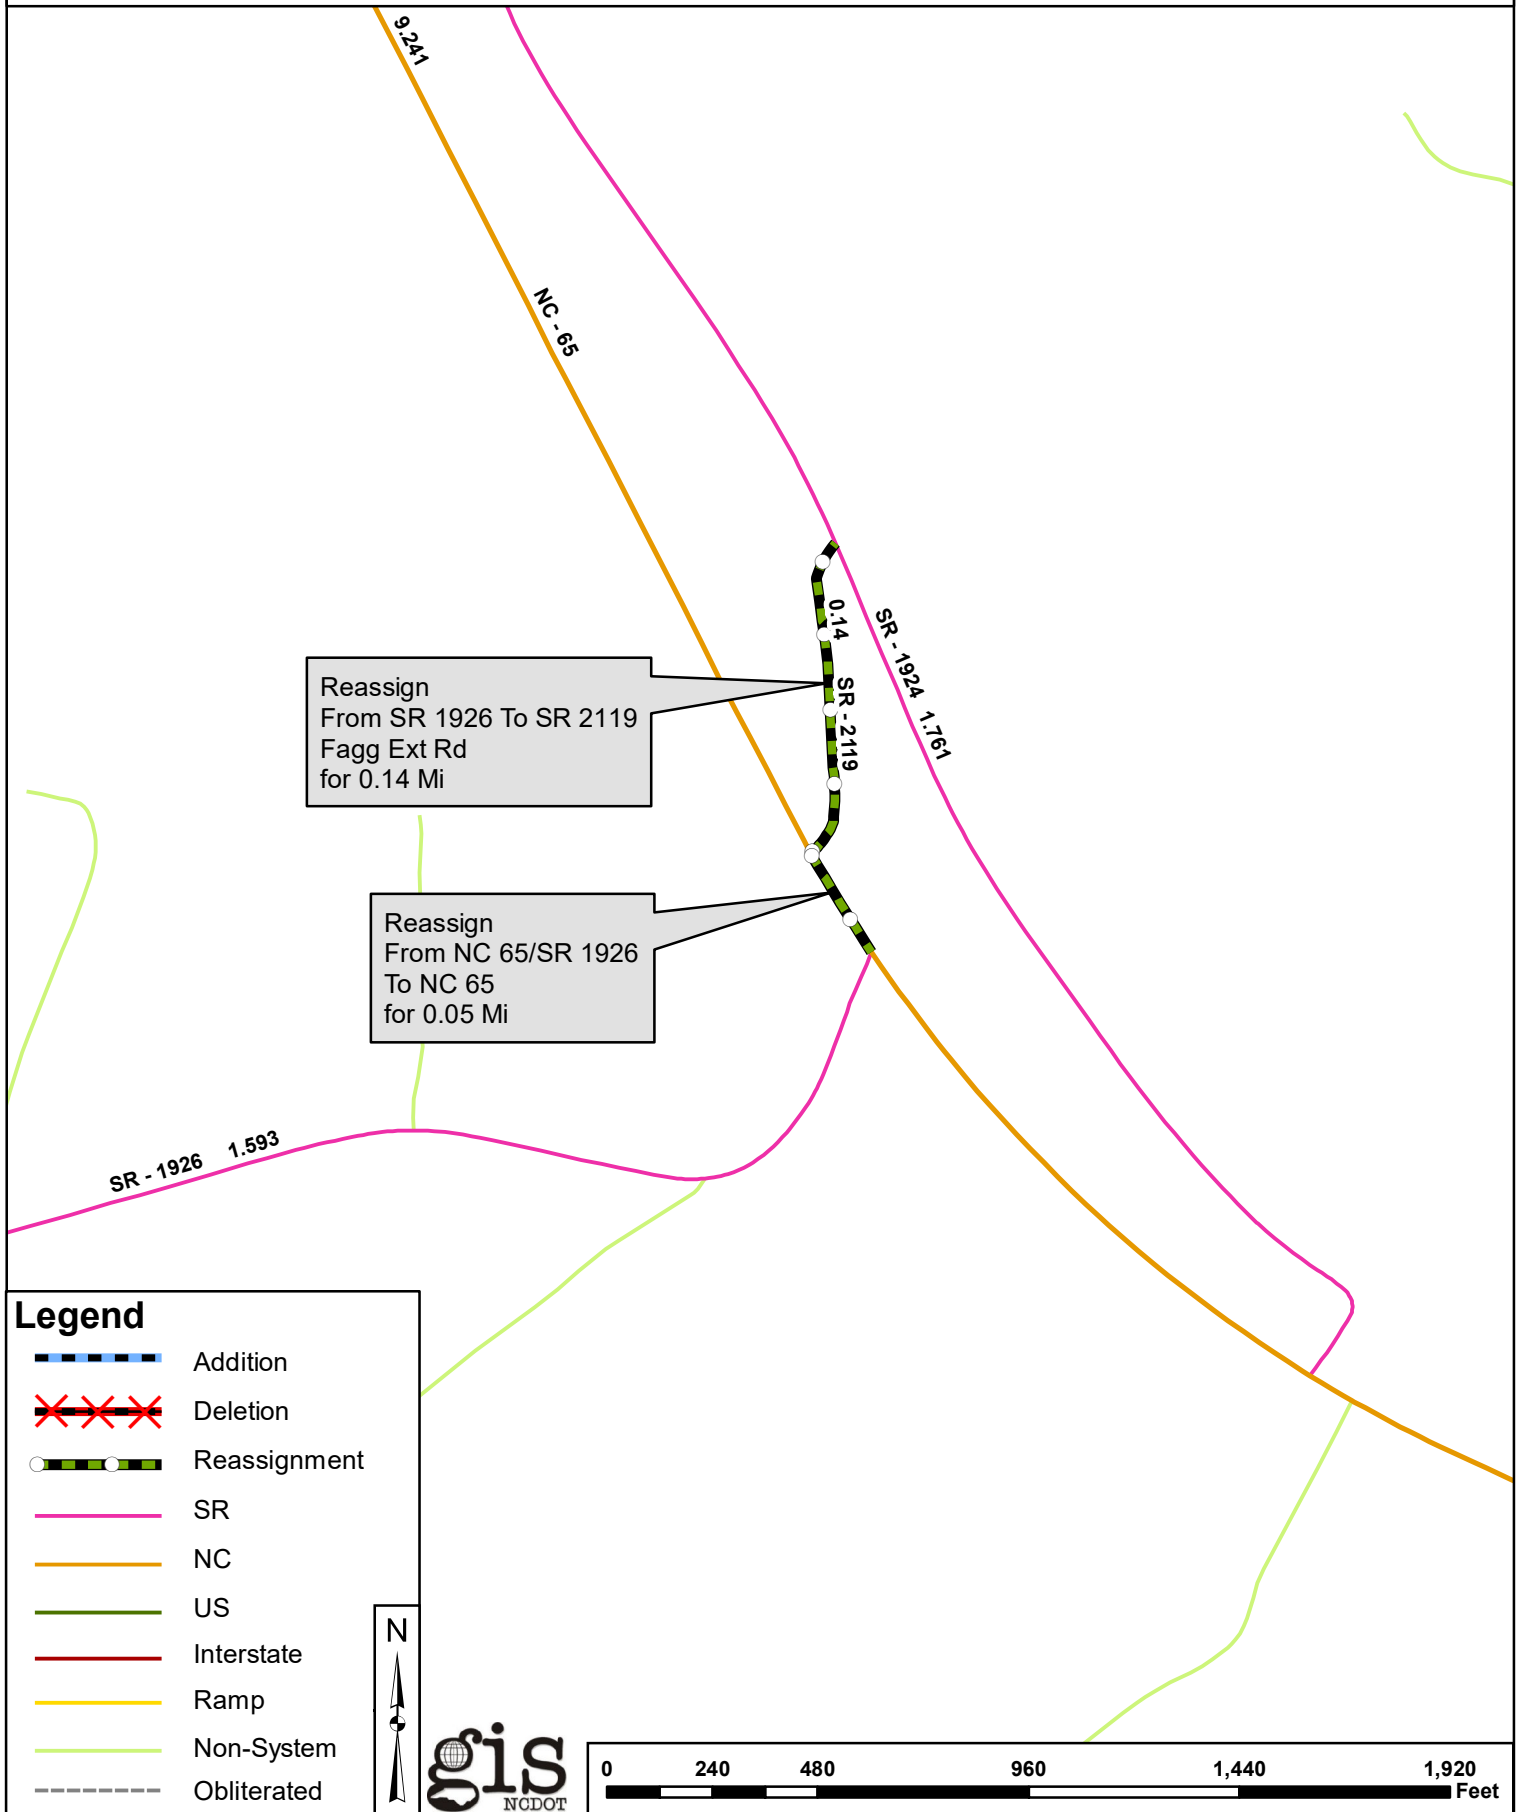 9.241
NC - 65
0.14
SR - 1924 1.761
SR - 2119
Reassign
From SR 1926 To SR 2119
Fagg Ext Rd
for 0.14 Mi
Reassign
From NC 65/SR 1926
To NC 65
for 0.05 Mi
SR - 1926 1.593
Legend
Addition
Deletion
Reassignment
SR
NC
US
Interstate
Ramp
Non-System
Obliterated
N
gis
NCDOT
0 240 480 960 1,440 1,920
Feet